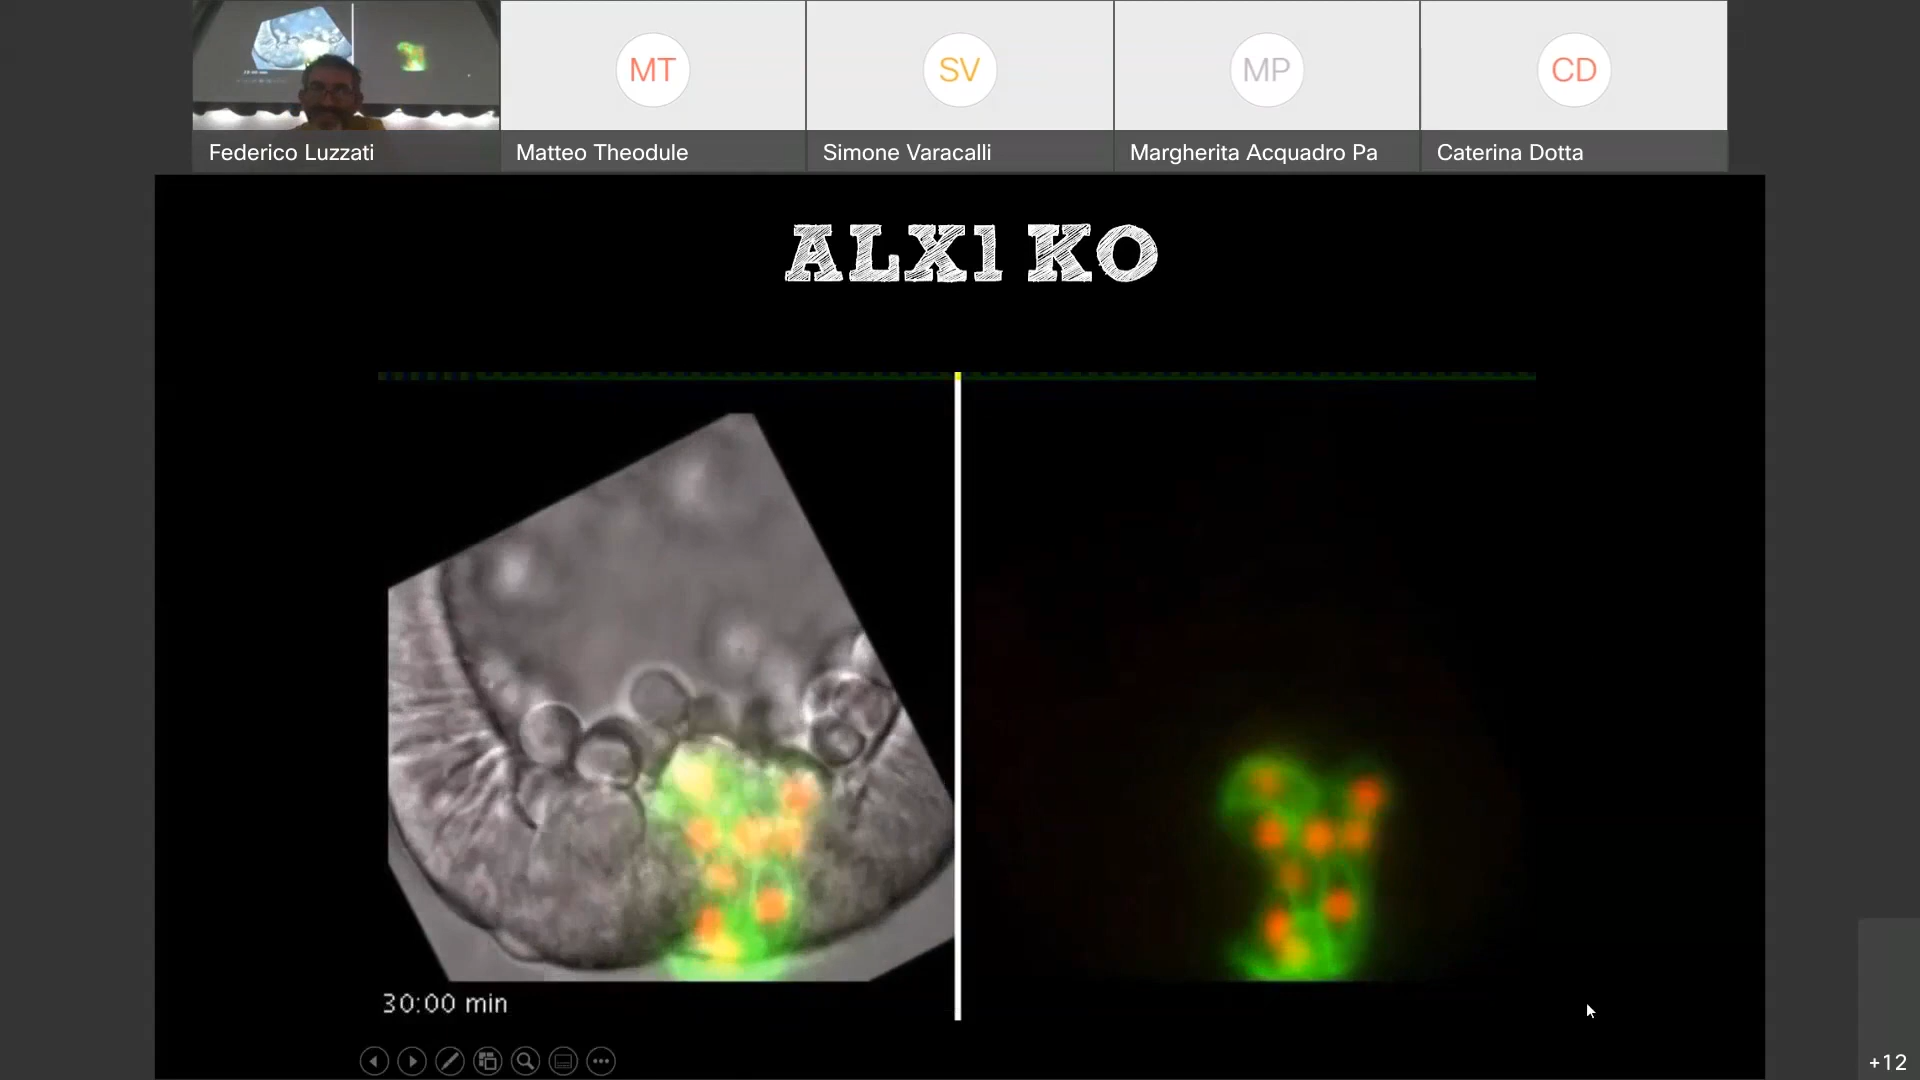 MT
SV
MP
CD
Federico Luzzati
Matteo Theodule
Simone Varacalli
Margherita Acquadro Pa
Caterina Dotta
ALX1 KO
30:00 min
+12